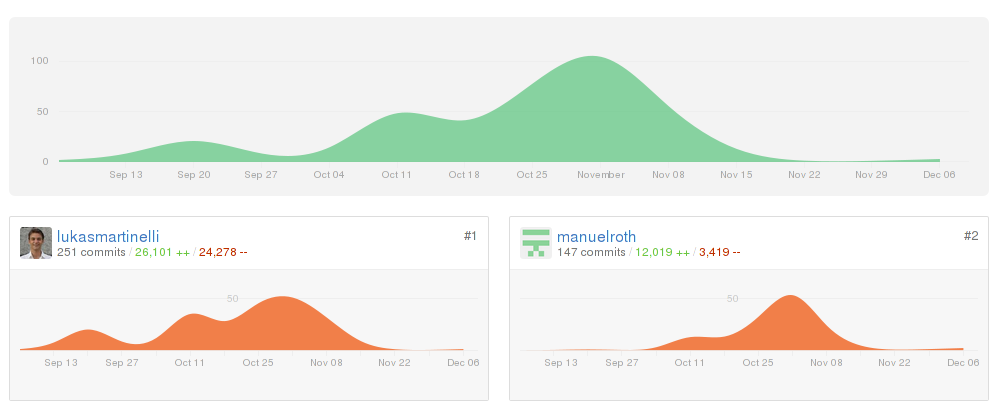 100
50
0
Sep 13 Sep 20 Sep 27 Oct 04 Oct 11 Oct 18 Oct 25 November Nov 08 Nov 15 Nov 22 Nov 29 Dec 06
lukasmartinelli #1
251 commits / 26,101 ++ / 24,278 --
50
Sep 13 Sep 27 Oct 11 Oct 25 Nov 08 Nov 22 Dec 06
manuelroth #2
147 commits / 12,019 ++ / 3,419 --
50
Sep 13 Sep 27 Oct 11 Oct 25 Nov 08 Nov 22 Dec 06